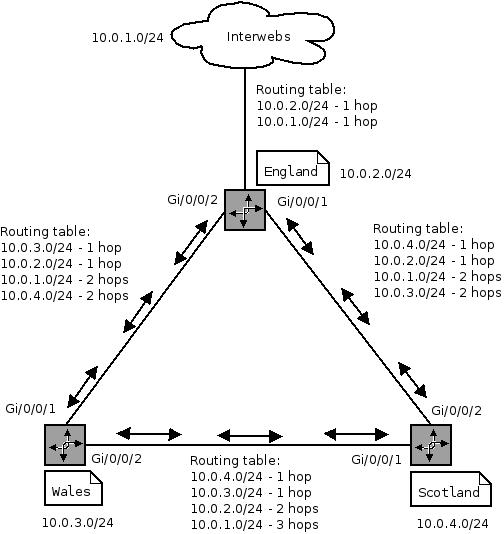 Interwebs
10.0.1.0/24
Routing table:
10.0.2.0/24 - 1 hop
10.0.1.0/24 - 1 hop
England
10.0.2.0/24
Gi/0/0/2
Gi/0/0/1
Routing table:
10.0.3.0/24 - 1 hop
10.0.2.0/24 - 1 hop
10.0.1.0/24 - 2 hops
10.0.4.0/24 - 2 hops
Routing table:
10.0.4.0/24 - 1 hop
10.0.2.0/24 - 1 hop
10.0.1.0/24 - 2 hops
10.0.3.0/24 - 2 hops
Gi/0/0/1
Gi/0/0/2
Gi/0/0/2
Gi/0/0/1
Routing table:
10.0.4.0/24 - 1 hop
10.0.3.0/24 - 1 hop
10.0.2.0/24 - 2 hops
10.0.1.0/24 - 3 hops
Wales
10.0.3.0/24
Scotland
10.0.4.0/24